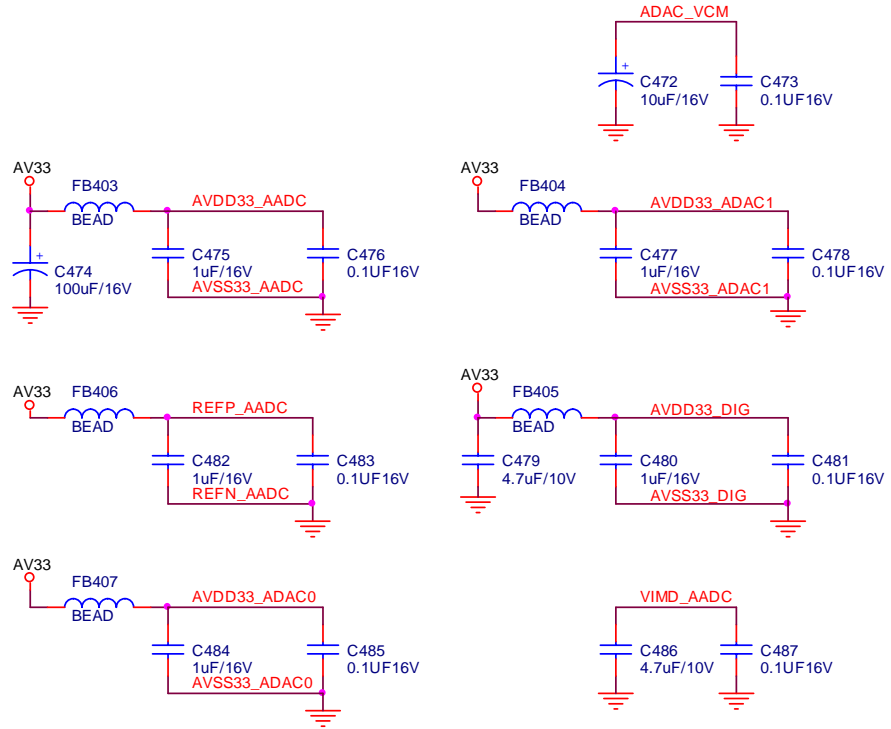 ADAC_VCM
+
C472
10uF/16V
C473
0.1UF16V
AV33
FB403
BEAD
AVDD33_AADC
+
C474
100uF/16V
C475
1uF/16V
AVSS33_AADC
C476
0.1UF16V
AV33
FB404
BEAD
AVDD33_ADAC1
C477
1uF/16V
AVSS33_ADAC1
C478
0.1UF16V
AV33
FB406
BEAD
REFP_AADC
C482
1uF/16V
REFN_AADC
C483
0.1UF16V
AV33
FB405
BEAD
AVDD33_DIG
C479
4.7uF/10V
C480
1uF/16V
AVSS33_DIG
C481
0.1UF16V
AV33
FB407
BEAD
AVDD33_ADAC0
C484
1uF/16V
AVSS33_ADAC0
C485
0.1UF16V
VIMD_AADC
C486
4.7uF/10V
C487
0.1UF16V